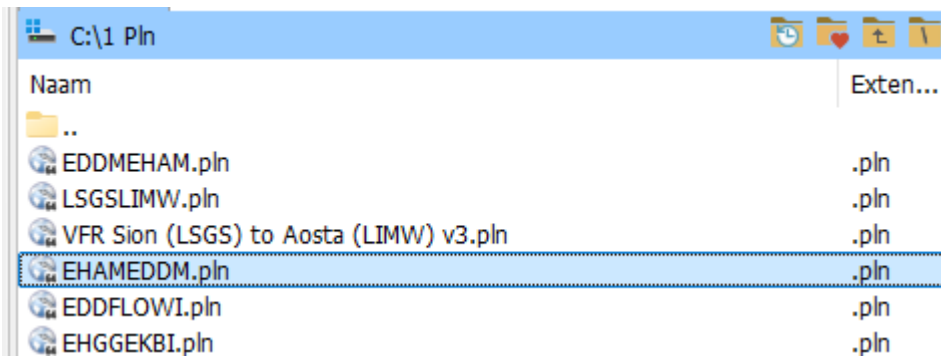 C:\1 Pln
Naam Exten...
..
EDDMEHAM.pln .pln
LSGSLIMW.pln .pln
VFR Sion (LSGS) to Aosta (LIMW) v3.pln .pln
EHAMEDDM.pln .pln
EDDFLOWI.pln .pln
EHGGEKBI.pln .pln